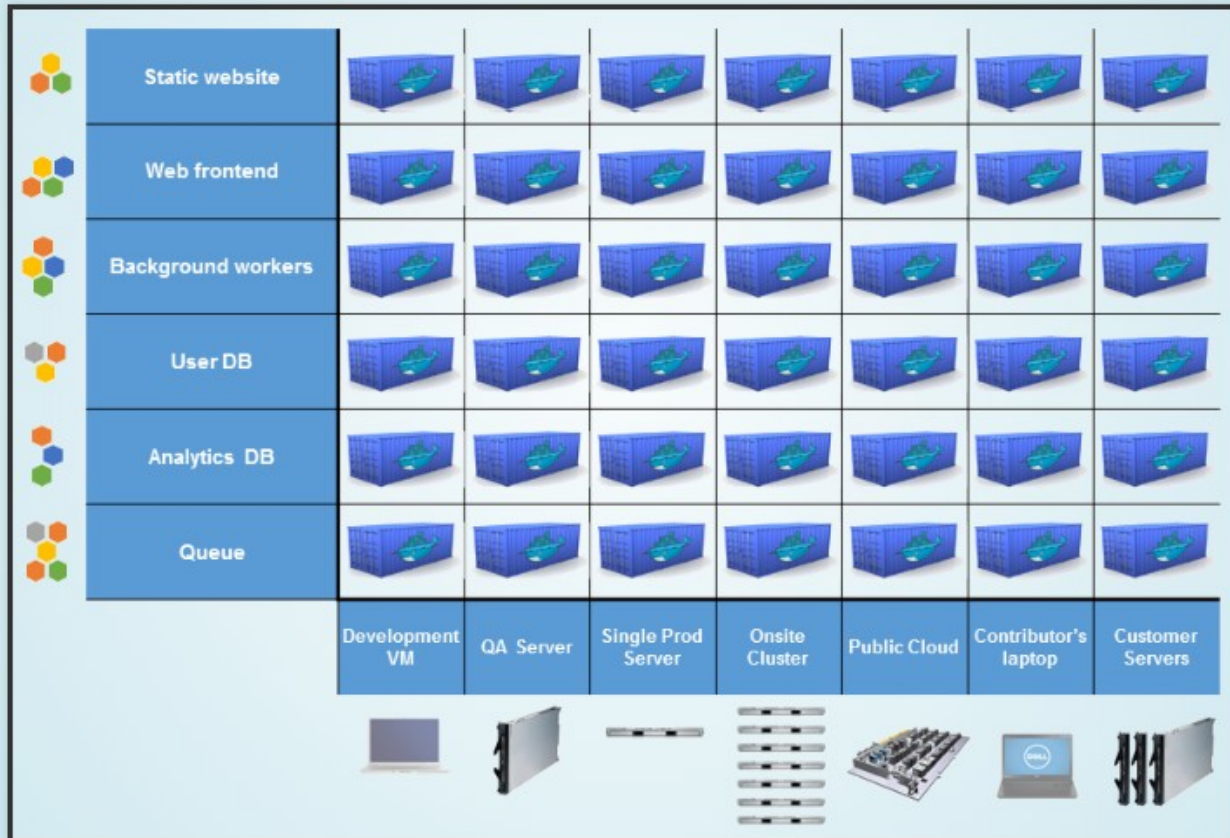 Static website
Web frontend
Background workers
User DB
Analytics DB
Queue
Development
VM
QA Server
Single Prod
Server
Onsite
Cluster
Public Cloud
Contributor's
laptop
Customer
Servers
DELL